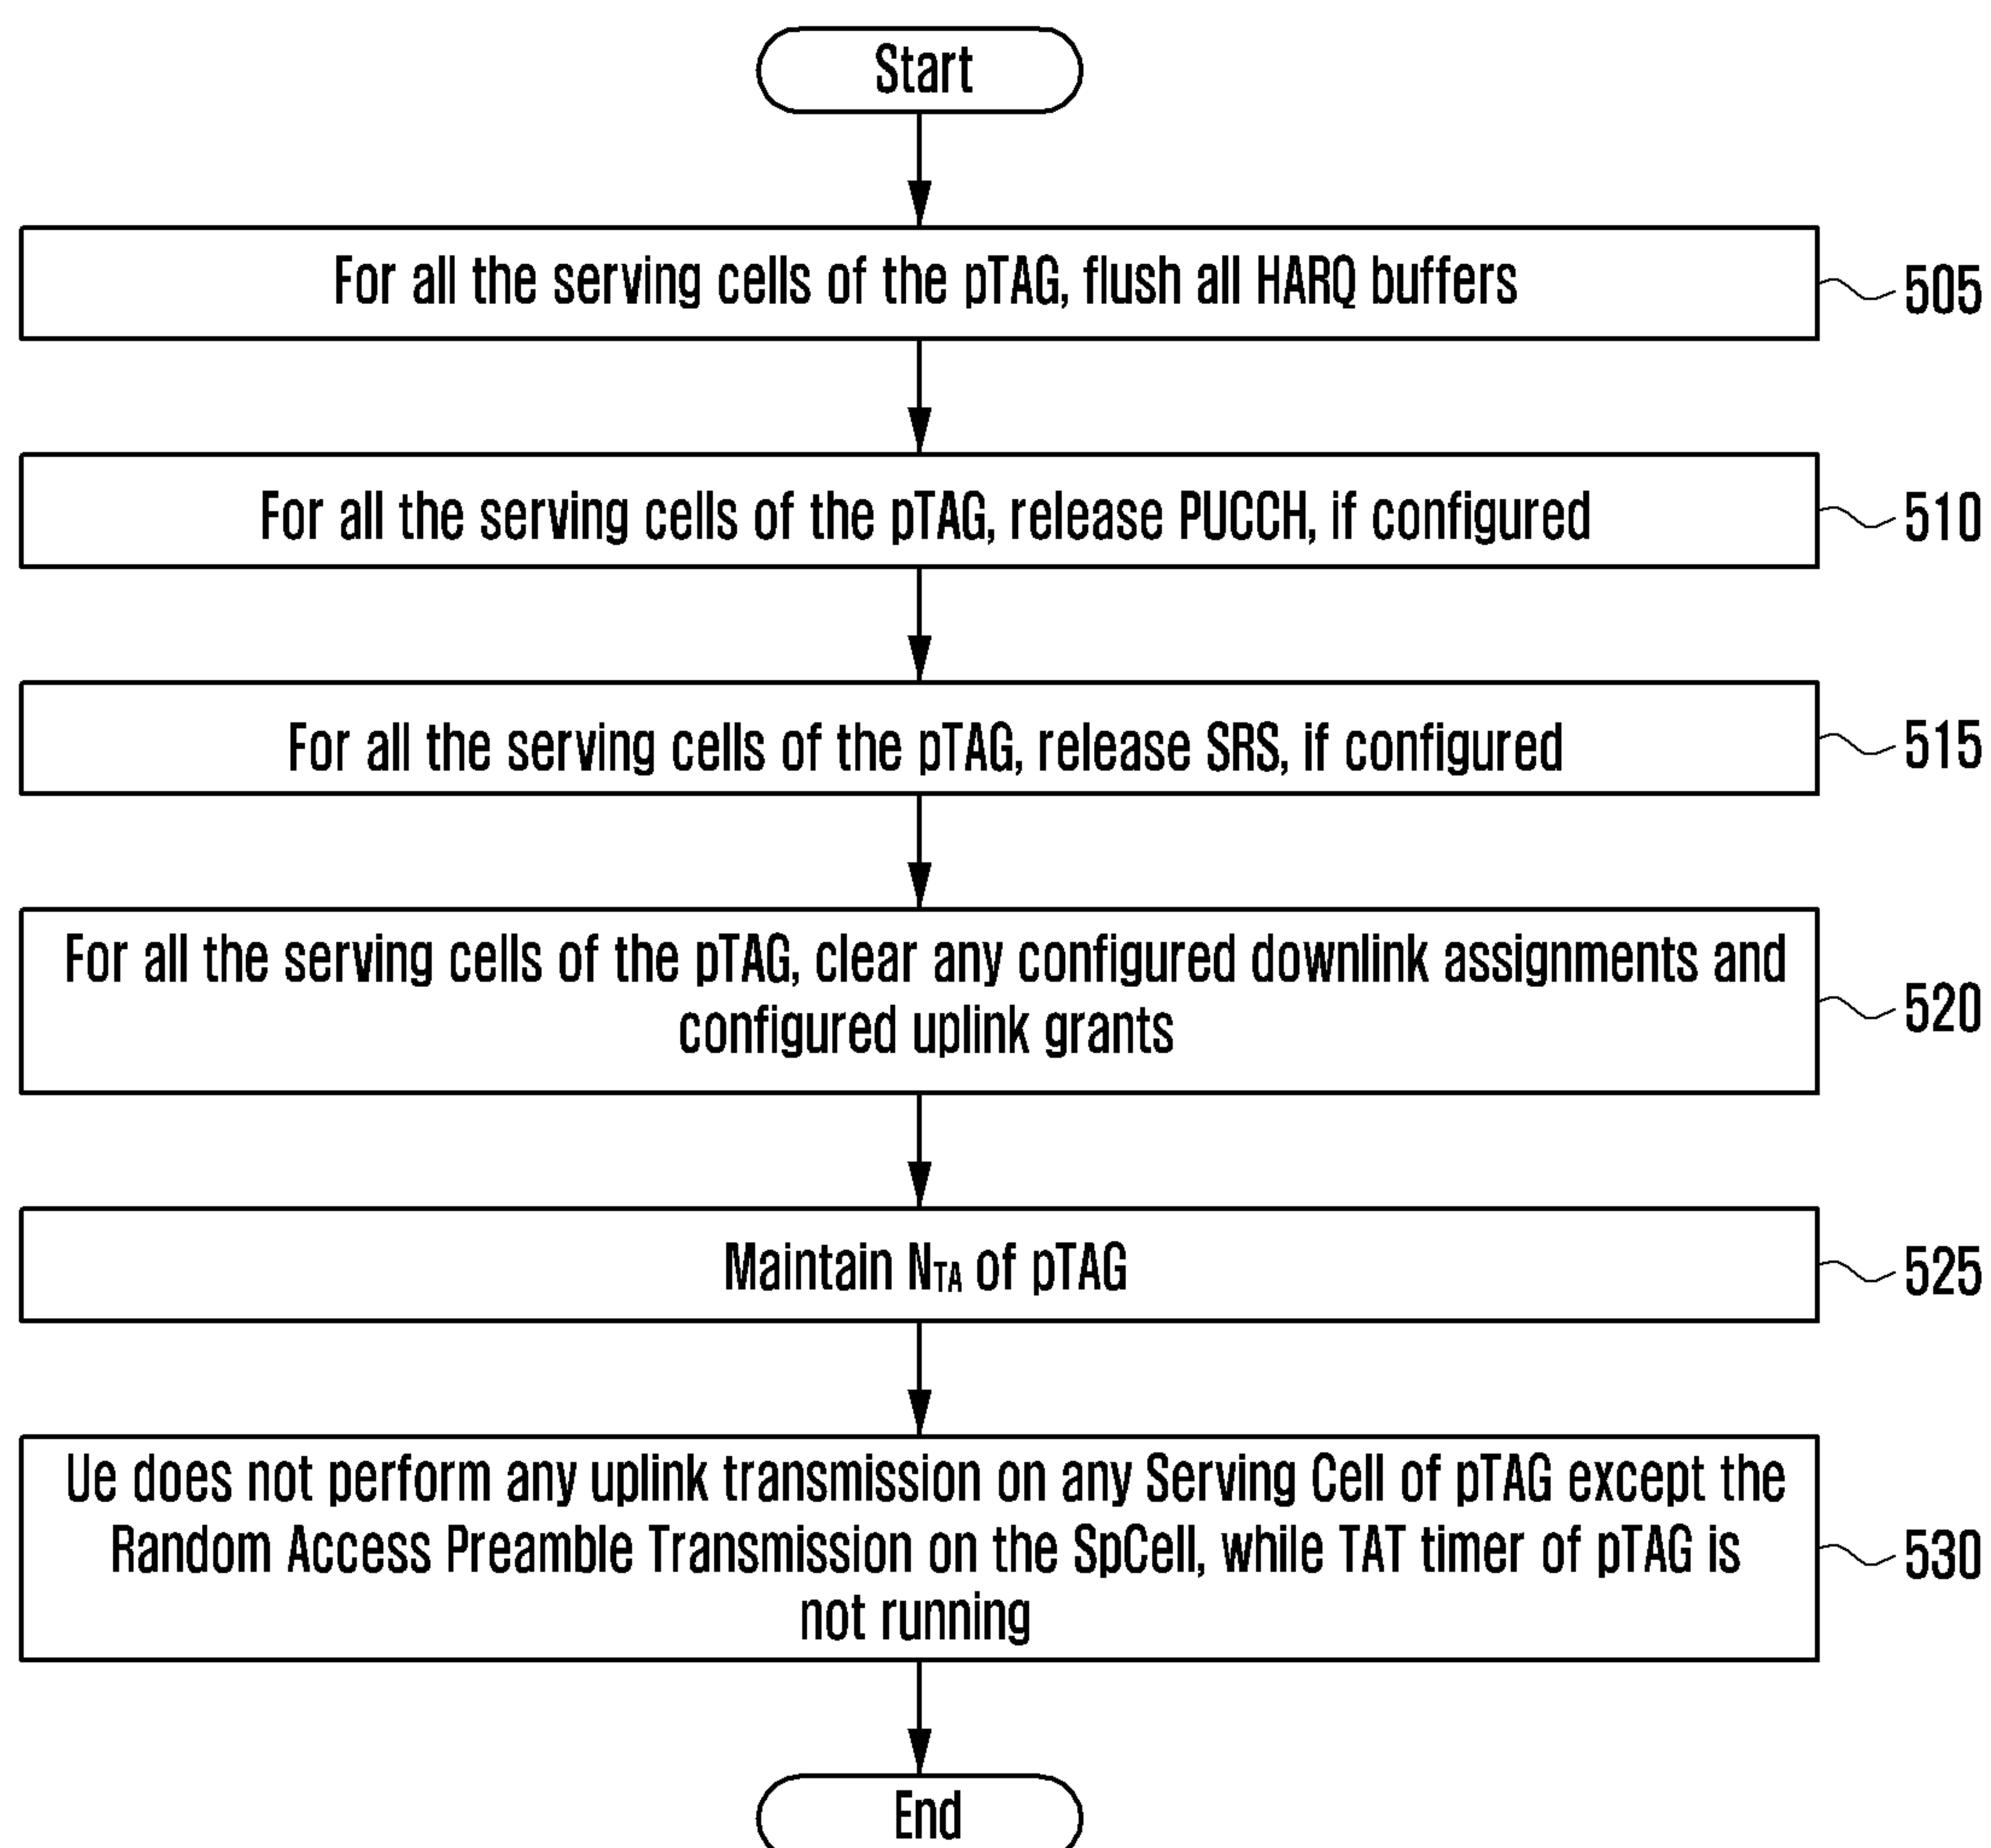 Start
For all the serving cells of the pTAG, flush all HARQ buffers
505
For all the serving cells of the pTAG, release PUCCH, if configured
510
For all the serving cells of the pTAG, release SRS, if configured
515
For all the serving cells of the pTAG, clear any configured downlink assignments and
configured uplink grants
520
Maintain NTA of pTAG
525
Ue does not perform any uplink transmission on any Serving Cell of pTAG except the
Random Access Preamble Transmission on the SpCell, while TAT timer of pTAG is
not running
530
End